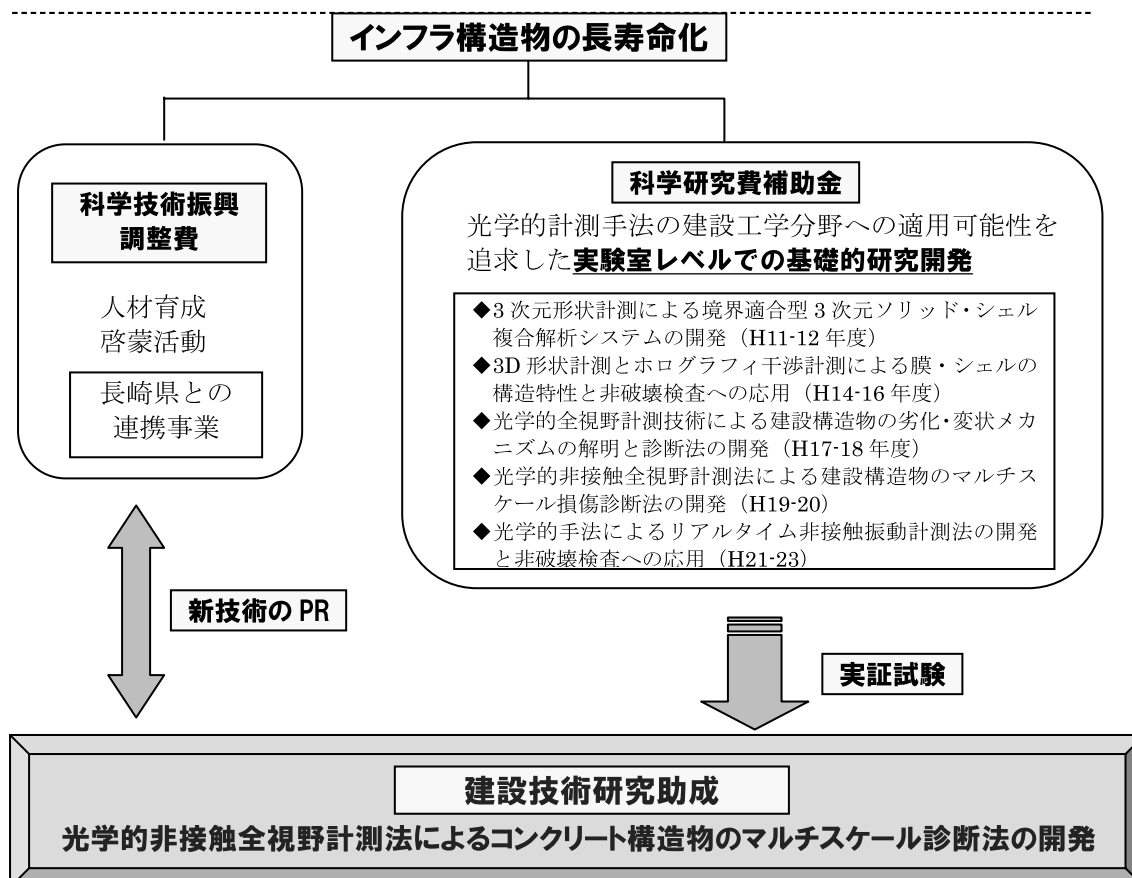 インフラ構造物の長寿命化
科学技術振興
調整費
人材育成
啓蒙活動
長崎県との
連携事業
科学研究費補助金
光学的計測手法の建設工学分野への適用可能性を
追求した実験室レベルでの基礎的研究開発
◆3 次元形状計測による境界適合型 3 次元ソリッド・シェル
複合解析システムの開発（H11-12 年度）
◆3D 形状計測とホログラフィ干渉計測による膜・シェルの
構造特性と非破壊検査への応用（H14-16 年度）
◆光学的全視野計測技術による建設構造物の劣化・変状メカ
ニズムの解明と診断法の開発（H17-18 年度）
◆光学的非接触全視野計測法による建設構造物のマルチス
ケール損傷診断法の開発（H19-20）
◆光学的手法によるリアルタイム非接触振動計測法の開発
と非破壊検査への応用（H21-23）
新技術の PR
実証試験
建設技術研究助成
光学的非接触全視野計測法によるコンクリート構造物のマルチスケール診断法の開発